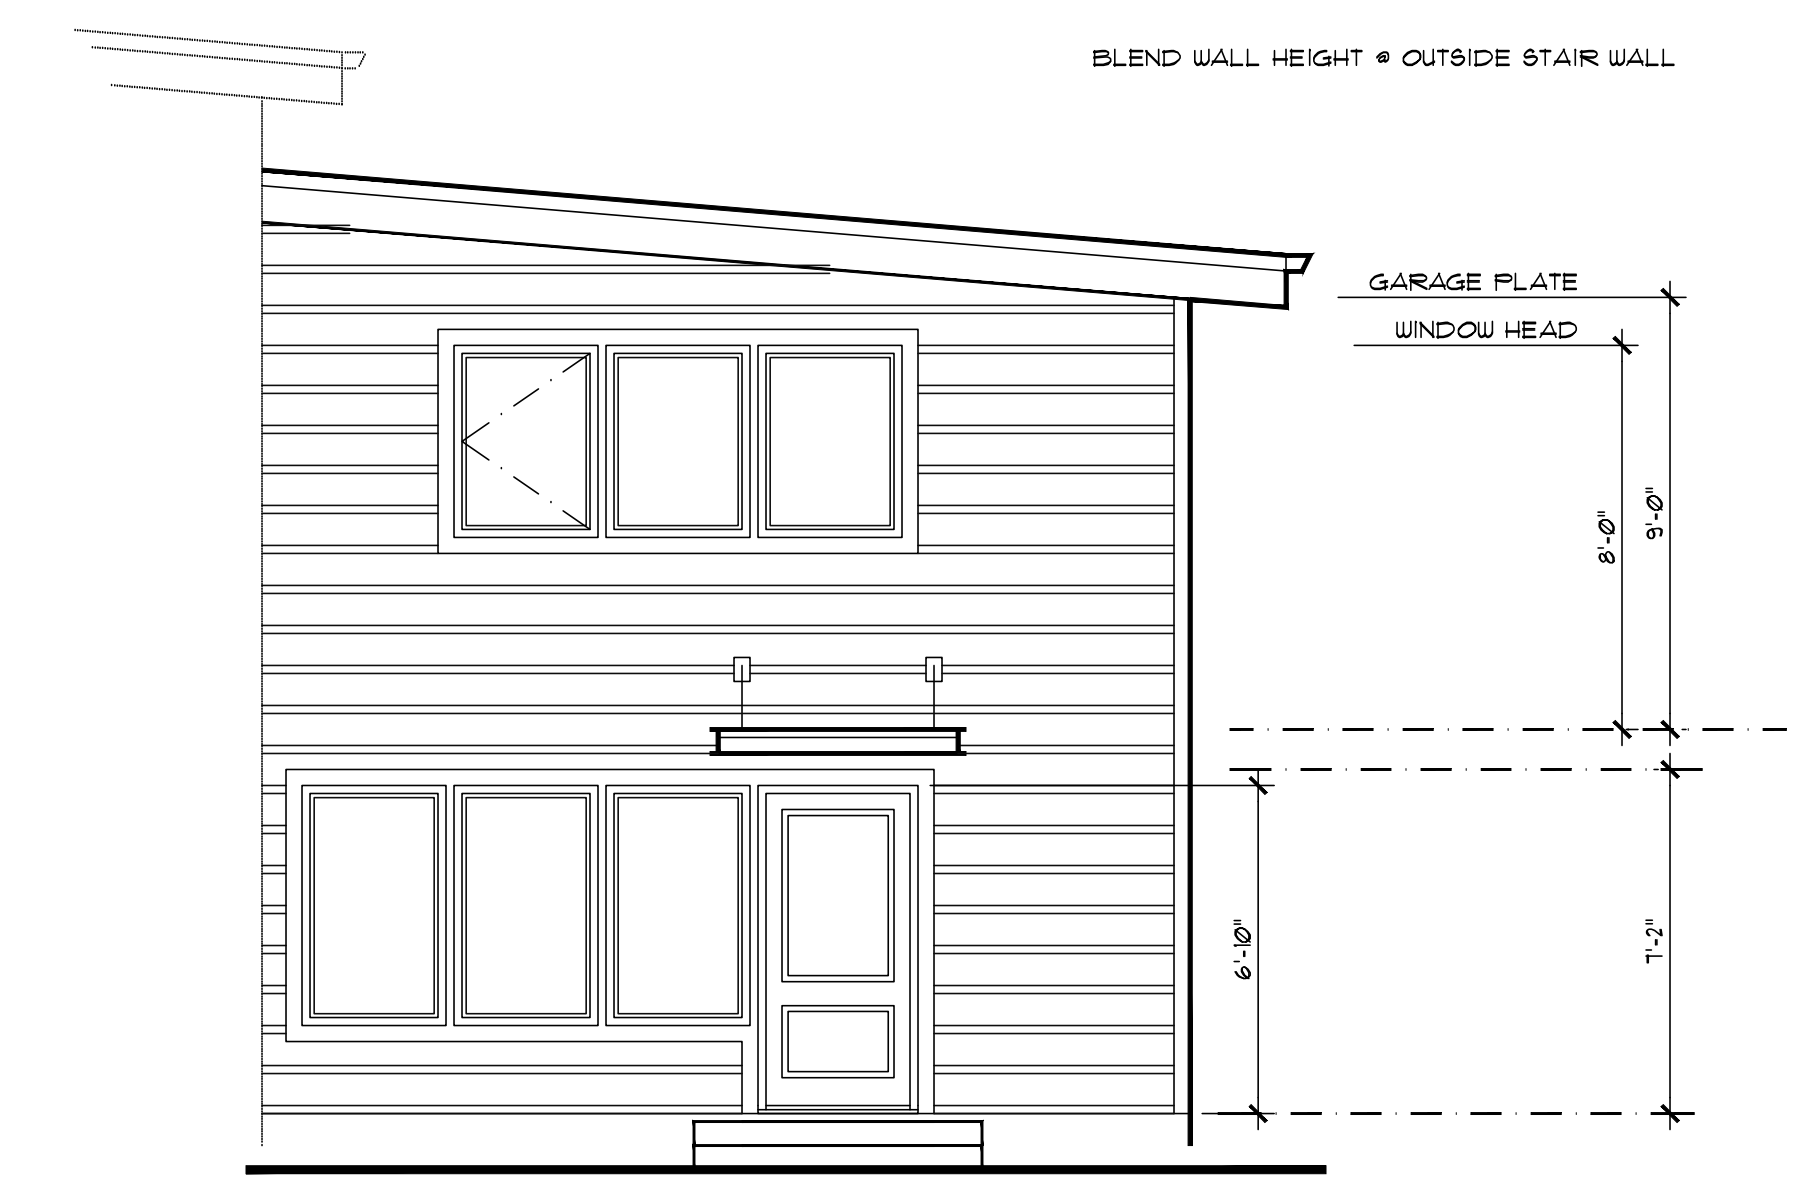 BLEND WALL HEIGHT @ OUTSIDE STAIR WALL
GARAGE PLATE
WINDOW HEAD
8'-0"
9'-0"
6'-10"
7'-2"